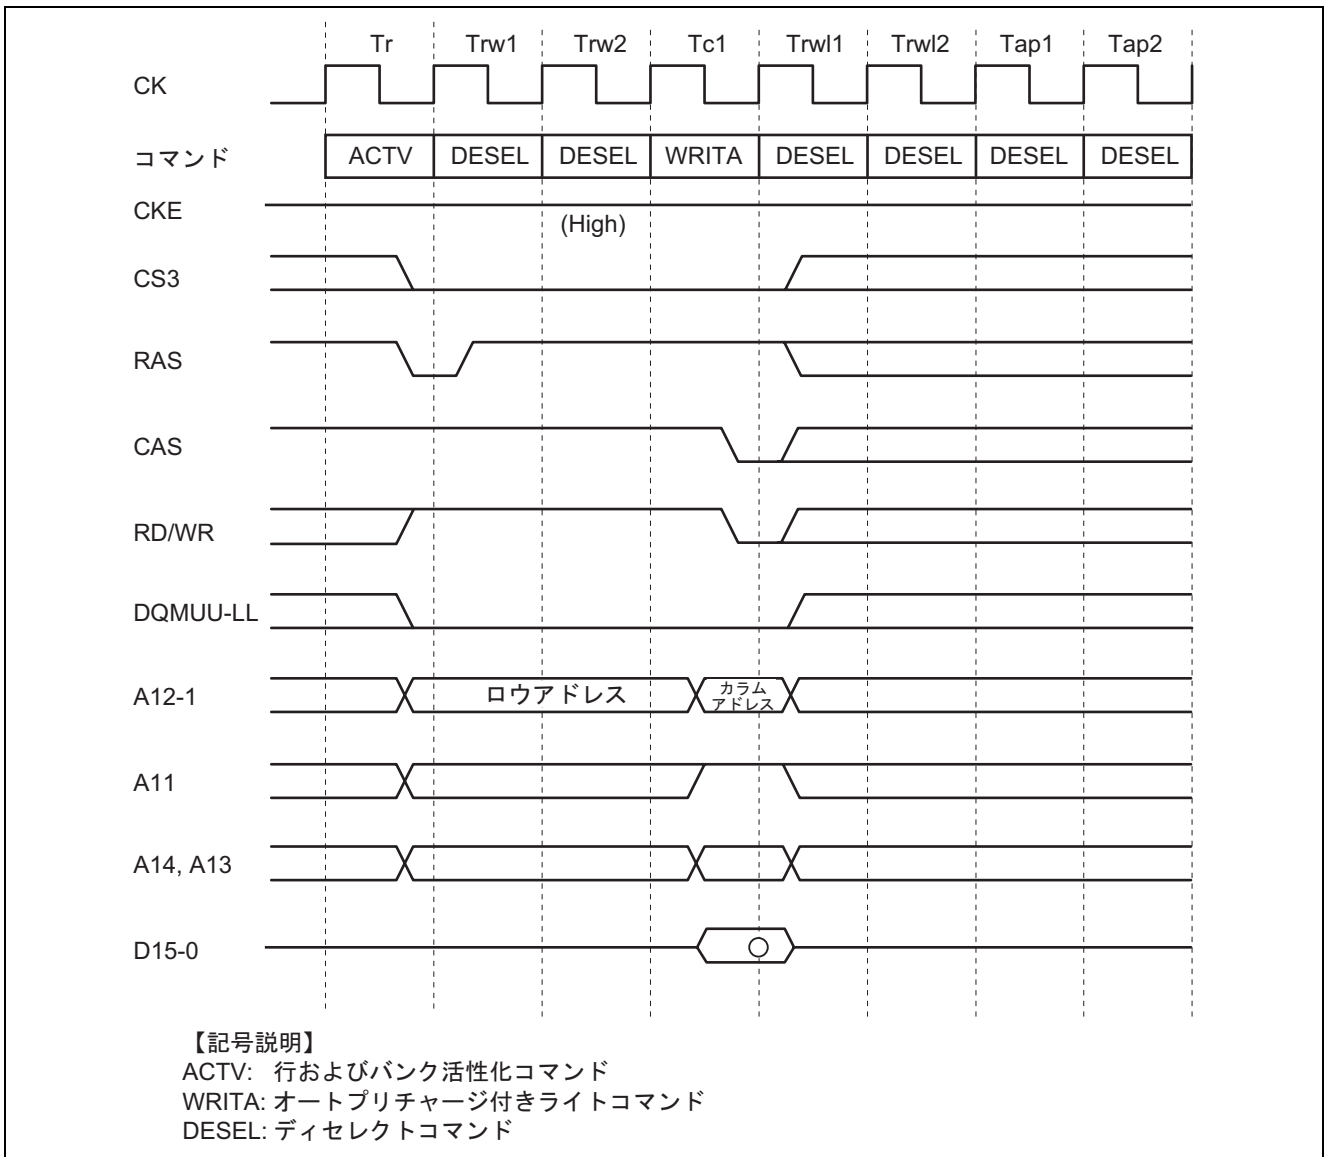 Tr Trw1 Trw2 Tc1 Trwl1 Trwl2 Tap1 Tap2
CK
コマンド ACTV DESEL DESEL WRITA DESEL DESEL DESEL DESEL
CKE
(High)
CS3
RAS
CAS
RD/WR
DQMUU-LL
A12-1 ロウアドレス カラム
アドレス
A11
A14, A13
D15-0
【記号説明】
ACTV: 行およびバンク活性化コマンド
WRITA: オートプリチャージ付きライトコマンド
DESEL: ディセレクトコマンド